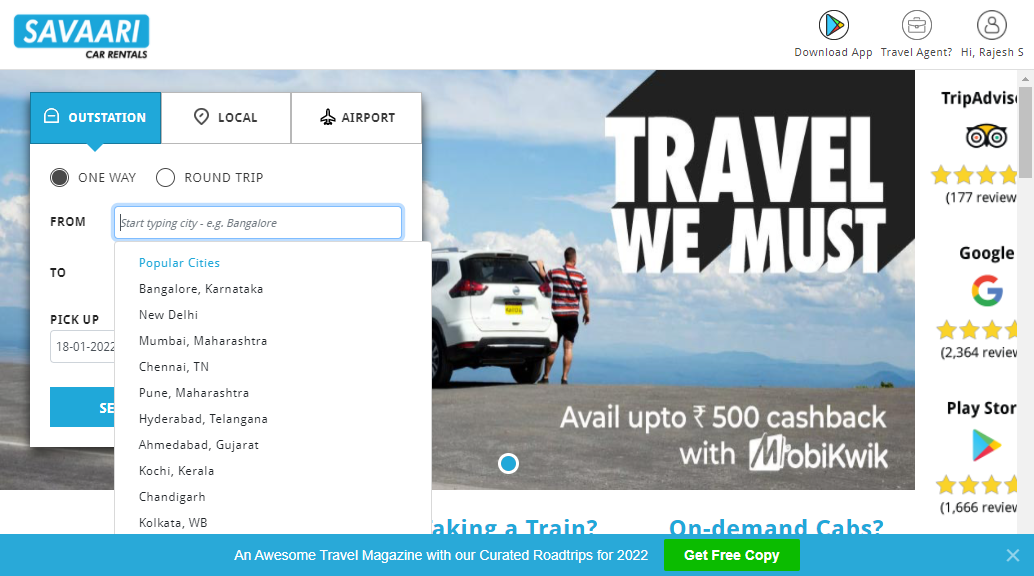 SAVAARI
CAR RENTALS
Download App
Travel Agent?
Hi, Rajesh S
OUTSTATION
LOCAL
AIRPORT
ONE WAY
ROUND TRIP
FROM
Start typing city - e.g. Bangalore
Popular Cities
Bangalore, Karnataka
New Delhi
Mumbai, Maharashtra
Chennai, TN
Pune, Maharashtra
Hyderabad, Telangana
Ahmedabad, Gujarat
Kochi, Kerala
Chandigarh
Kolkata, WB
TO
PICK UP
18-01-2022
SE
TRAVEL
WE MUST
Avail upto ₹ 500 cashback
with MobiKwik
TripAdviso
(177 review
Google
(2,364 review
Play Stor
(1,666 review
aking a Train?
On-demand Cabs?
An Awesome Travel Magazine with our Curated Roadtrips for 2022
Get Free Copy